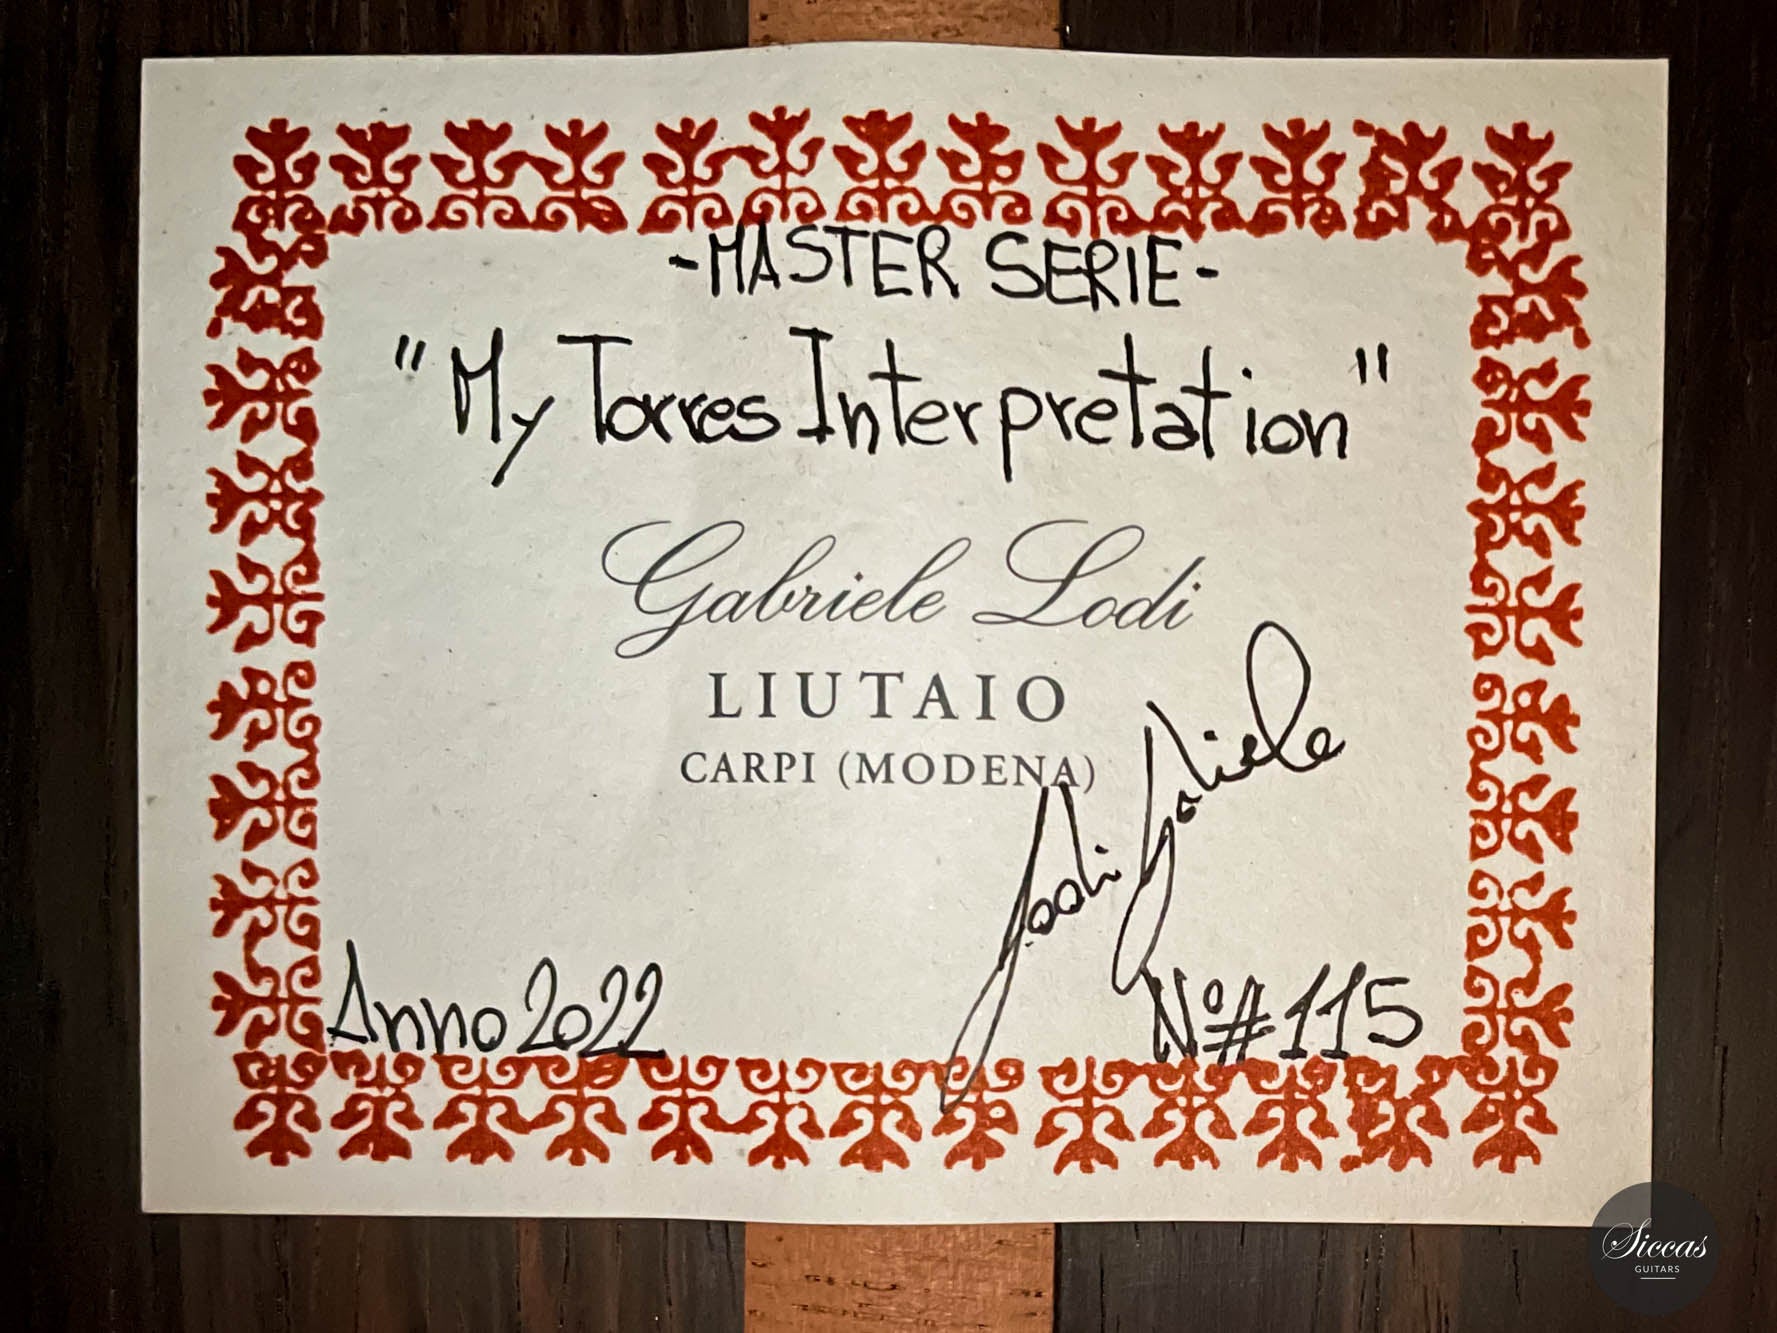 -MASTER SERIE-
"My Torres Interpretation"
Gabriele Lodi
LIUTAIO
CARPI (MODENA)
Lodi Gabriele
Anno 2022
N°#115
Siccas
GUITARS